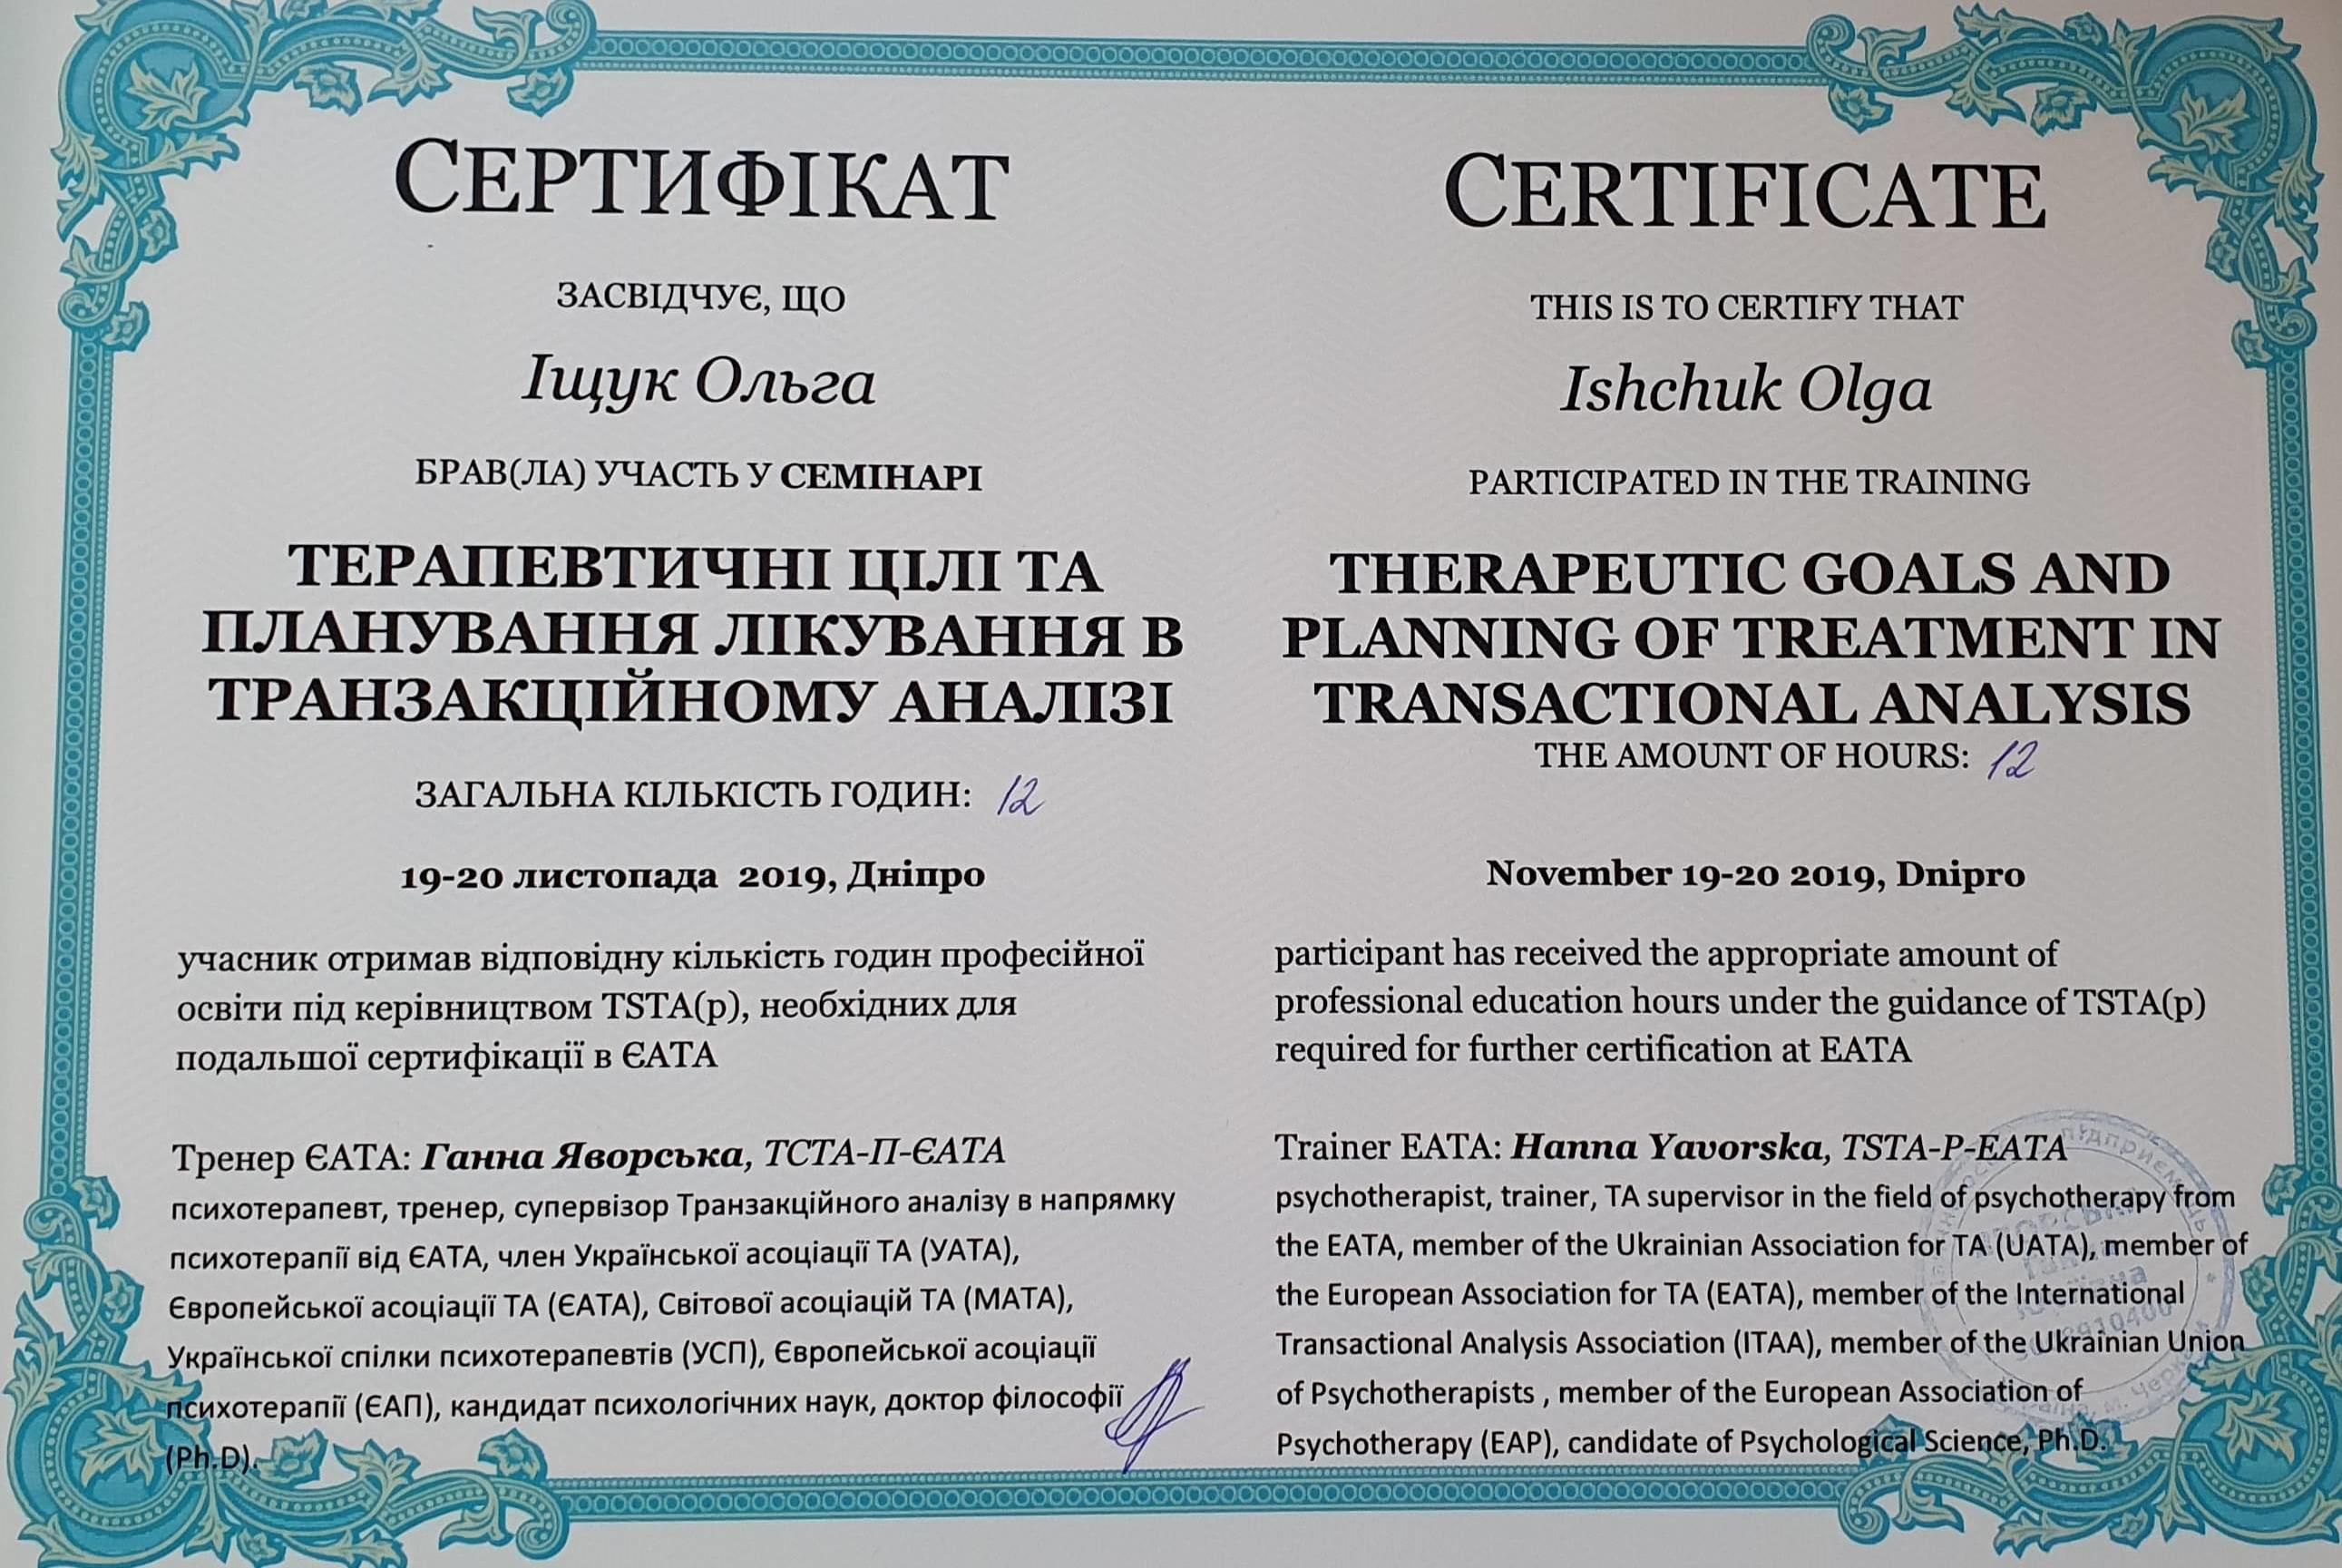 СЕРТИФІКАТ
ЗАСВІДЧУЄ, ЩО
Іщук Ольга
БРАВ(ЛА) УЧАСТЬ У СЕМІНАРІ
ТЕРАПЕВТИЧНІ ЦІЛІ ТА
ПЛАНУВАННЯ ЛІКУВАННЯ В
ТРАНЗАКЦІЙНОМУ АНАЛІЗІ
ЗАГАЛЬНА КІЛЬКІСТЬ ГОДИН: 12
19-20 листопада 2019, Дніпро
учасник отримав відповідну кількість годин професійної
освіти під керівництвом TSTA(p), необхідних для
подальшої сертифікації в ЄАТА
Тренер ЄАТА: Ганна Яворська, ТСТА-П-ЄАТА
психотерапевт, тренер, супервізор Транзакційного аналізу в напрямку
психотерапії від ЄАТА, член Української асоціації ТА (УАТА),
Європейської асоціації ТА (ЄАТА), Світової асоціацій ТА (МАТА),
Української спілки психотерапевтів (УСП), Європейської асоціації
психотерапії (ЄАП), кандидат психологічних наук, доктор філософії
(Ph.D).
CERTIFICATE
THIS IS TO CERTIFY THAT
Ishchuk Olga
PARTICIPATED IN THE TRAINING
THERAPEUTIC GOALS AND
PLANNING OF TREATMENT IN
TRANSACTIONAL ANALYSIS
THE AMOUNT OF HOURS: 12
November 19-20 2019, Dnipro
participant has received the appropriate amount of
professional education hours under the guidance of TSTA(p)
required for further certification at EATA
Trainer EATA: Hanna Yavorska, TSTA-P-EATA
psychotherapist, trainer, TA supervisor in the field of psychotherapy from
the EATA, member of the Ukrainian Association for TA (UATA), member of
the European Association for TA (EATA), member of the International
Transactional Analysis Association (ITAA), member of the Ukrainian Union
of Psychotherapists , member of the European Association of
Psychotherapy (EAP), candidate of Psychological Science, Ph.D.